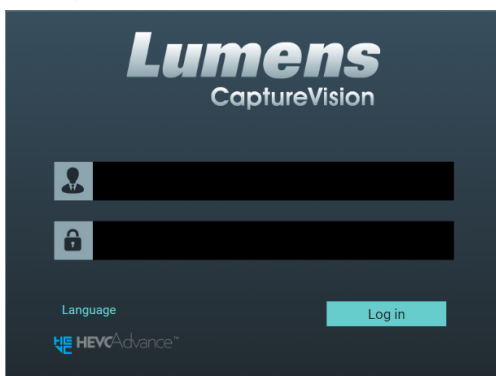 Lumens
CaptureVision
Language
Log in
HEVCAdvance™